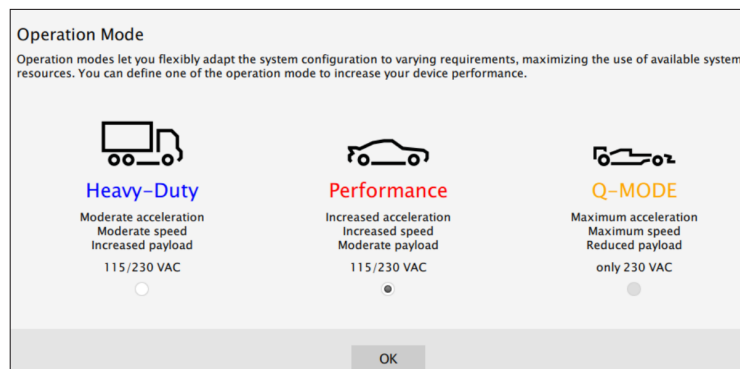 Operation Mode
Operation modes let you flexibly adapt the system configuration to varying requirements, maximizing the use of available system
resources. You can define one of the operation mode to increase your device performance.
Heavy-Duty
Moderate acceleration
Moderate speed
Increased payload
115/230 VAC
Performance
Increased acceleration
Increased speed
Moderate payload
115/230 VAC
Q-MODE
Maximum acceleration
Maximum speed
Reduced payload
only 230 VAC
OK